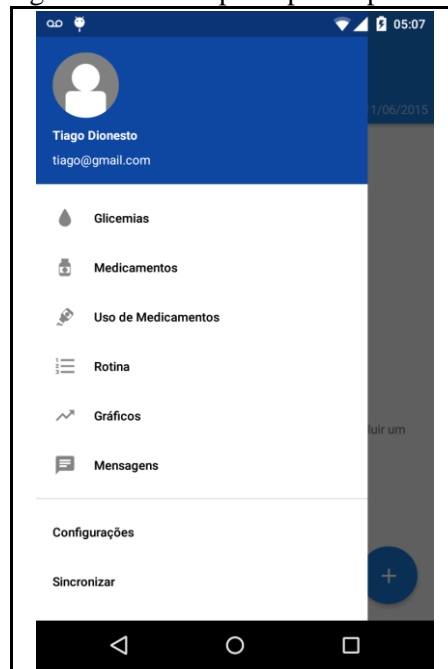 05:07
1/06/2015
Tiago Dionesto
tiago@gmail.com
Glicemias
Medicamentos
Uso de Medicamentos
Rotina
Gráficos
luir um
Mensagens
Configurações
Sincronizar